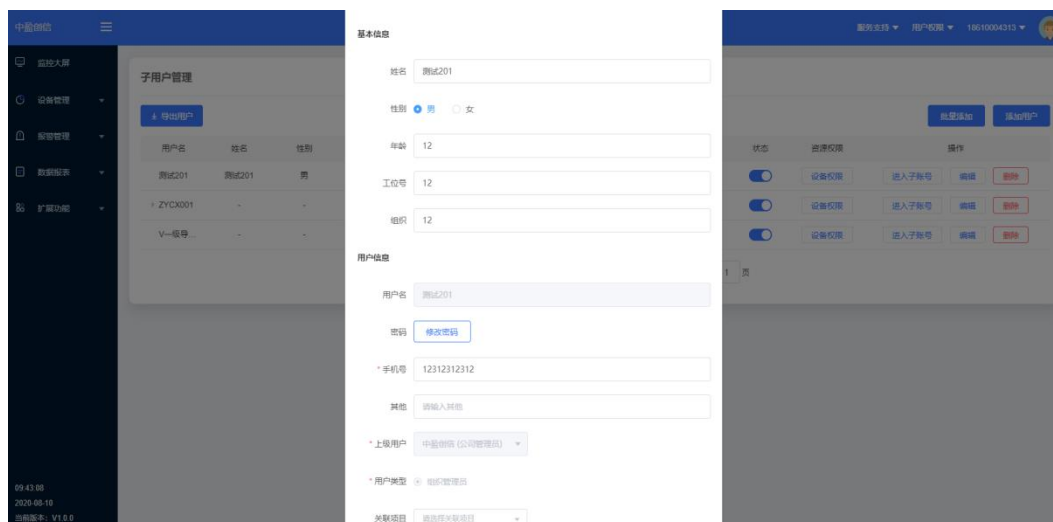 中盈创信
服务支持 用户权限 18610004313
监控大屏
设备管理
报警管理
数据报表
扩展功能
子用户管理
导出用户
批量添加 添加用户
用户名 姓名 性别 状态 资源权限 操作
测试201 测试201 男 设备权限 进入子账号 编辑 删除
ZYCX001 - - 设备权限 进入子账号 编辑 删除
V一级导... - - 设备权限 进入子账号 编辑 删除
1 页
基本信息
姓名 测试201
性别 男 女
年龄 12
工位号 12
组织 12
用户信息
用户名 测试201
密码 修改密码
*手机号 12312312312
其他 请输入其他
*上级用户 中盈创信 (公司管理员)
*用户类型 组织管理员
关联项目 请选择关联项目
09:43:08
2020-08-10
当前版本: V1.0.0